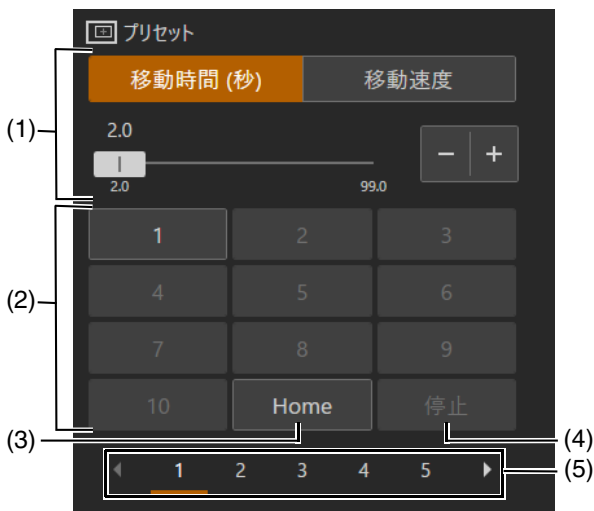 プリセット
移動時間 (秒) 移動速度
(1)
2.0
− +
2.0 99.0
1 2 3
(2)
4 5 6
7 8 9
10 Home 停止
(3) (4)
1 2 3 4 5
(5)